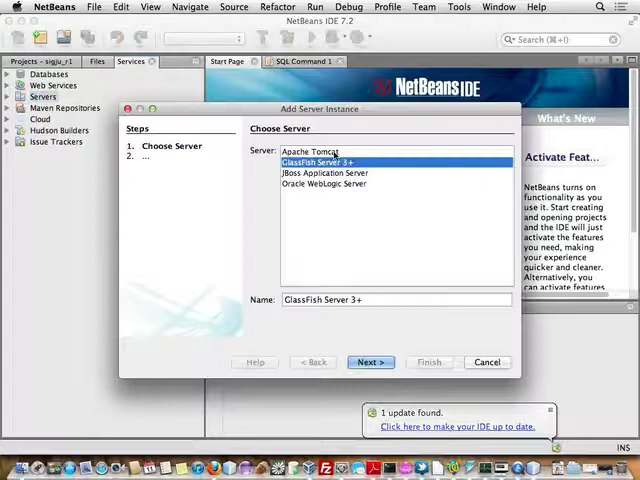 NetBeans File Edit View Navigate Source Refactor Run Debug Profile Team Tools Window Help
NetBeans IDE 7.2
Search (⌘+I)
Projects – sigju_r1 Files Services Start Page SQL Command 1
Databases
Web Services
Servers
Maven Repositories
Cloud
Hudson Builders
Issue Trackers
NetBeans IDE
What's New
Activate Feat...
NetBeans turns on
functionality as you
use it. Start creating
and opening projects
and the IDE will just
activate the features
you need, making
your experience
quicker and cleaner.
Alternatively, you
can activate features
Add Server Instance
Steps
1. Choose Server
2. ...
Choose Server
Server:
Apache Tomcat
GlassFish Server 3+
JBoss Application Server
Oracle WebLogic Server
Name: GlassFish Server 3+
Help < Back Next > Finish Cancel
1 update found.
Click here to make your IDE up to date.
INS